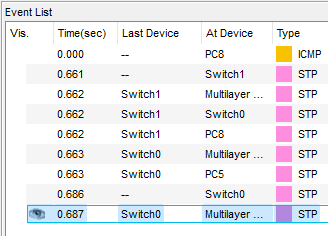 Event List
Vis. Time(sec) Last Device At Device Type
0.000 -- PC8 ICMP
0.661 -- Switch1 STP
0.662 Switch1 Multilayer ... STP
0.662 Switch1 Switch0 STP
0.662 Switch1 PC8 STP
0.663 Switch0 Multilayer ... STP
0.663 Switch0 PC5 STP
0.686 -- Switch0 STP
0.687 Switch0 Multilayer ... STP